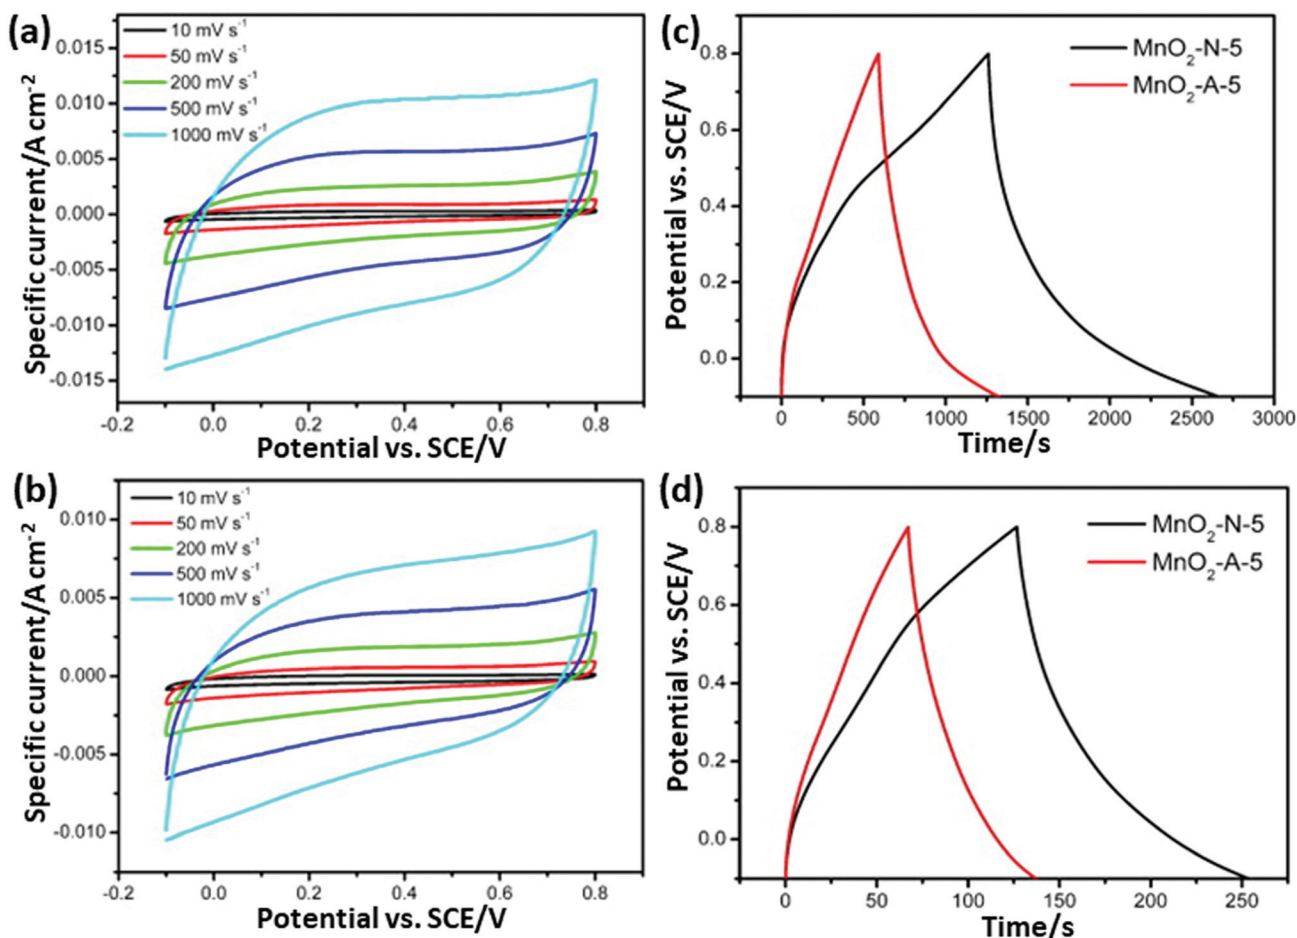 (a)
10 mV s⁻¹
50 mV s⁻¹
200 mV s⁻¹
500 mV s⁻¹
1000 mV s⁻¹
0.015
0.010
0.005
0.000
-0.005
-0.010
-0.015
Specific current/A cm⁻²
-0.2 0.0 0.2 0.4 0.6 0.8
Potential vs. SCE/V
(c)
MnO₂-N-5
MnO₂-A-5
0.8
0.6
0.4
0.2
0.0
Potential vs. SCE/V
0 500 1000 1500 2000 2500 3000
Time/s
(b)
10 mV s⁻¹
50 mV s⁻¹
200 mV s⁻¹
500 mV s⁻¹
1000 mV s⁻¹
0.010
0.005
0.000
-0.005
-0.010
Specific current/A cm⁻²
-0.2 0.0 0.2 0.4 0.6 0.8
Potential vs. SCE/V
(d)
MnO₂-N-5
MnO₂-A-5
0.8
0.6
0.4
0.2
0.0
Potential vs. SCE/V
0 50 100 150 200 250
Time/s